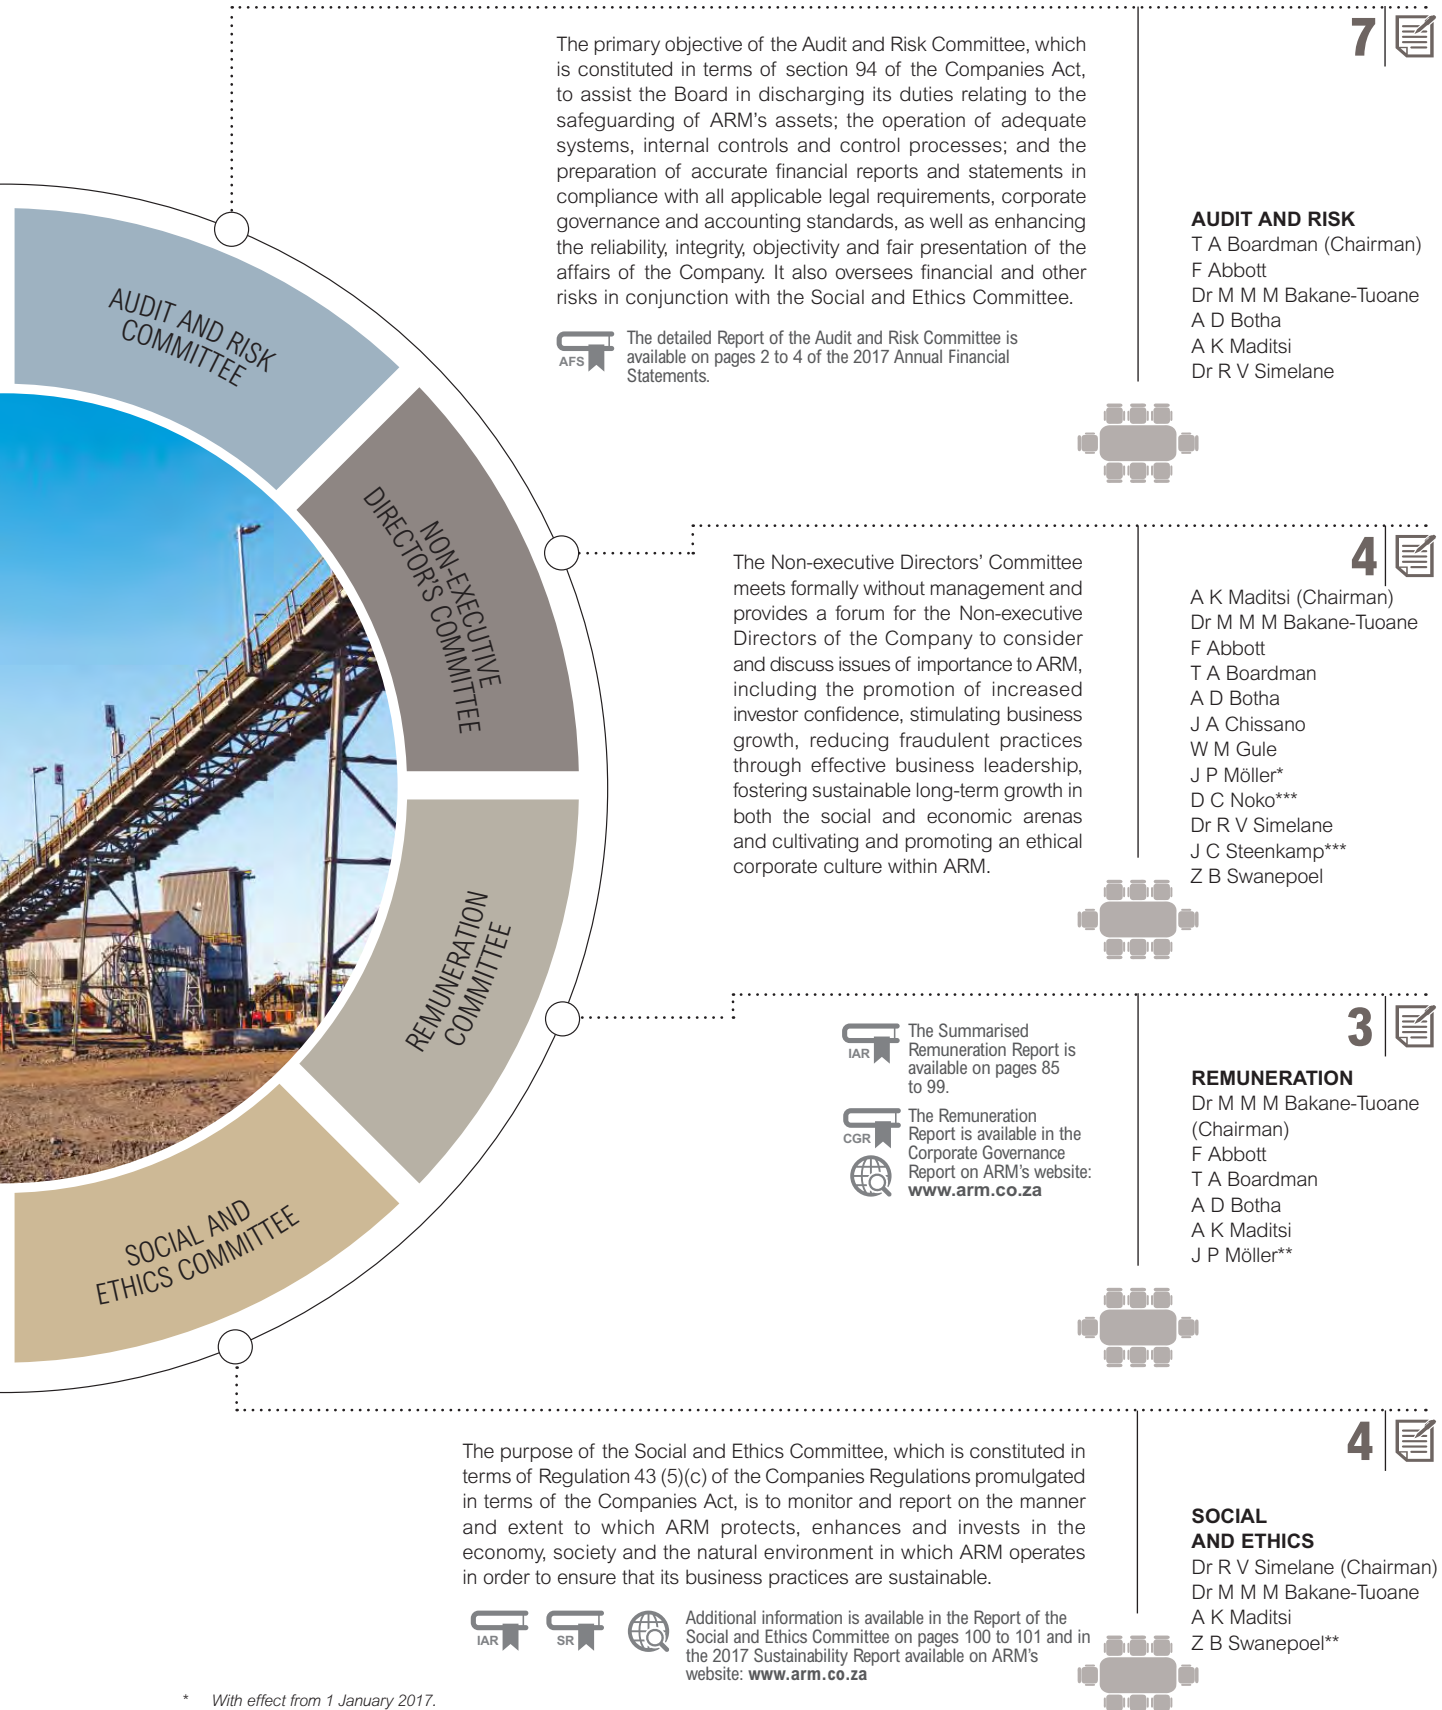 7
The primary objective of the Audit and Risk Committee, which
is constituted in terms of section 94 of the Companies Act,
to assist the Board in discharging its duties relating to the
safeguarding of ARM's assets; the operation of adequate
systems, internal controls and control processes; and the
preparation of accurate financial reports and statements in
compliance with all applicable legal requirements, corporate
governance and accounting standards, as well as enhancing
the reliability, integrity, objectivity and fair presentation of the
affairs of the Company. It also oversees financial and other
risks in conjunction with the Social and Ethics Committee.
AFS
The detailed Report of the Audit and Risk Committee is
available on pages 2 to 4 of the 2017 Annual Financial
Statements.
AUDIT AND RISK
T A Boardman (Chairman)
F Abbott
Dr M M M Bakane-Tuoane
A D Botha
A K Maditsi
Dr R V Simelane
AUDIT AND RISK
COMMITTEE
NON-EXECUTIVE
DIRECTOR'S COMMITTEE
The Non-executive Directors' Committee
meets formally without management and
provides a forum for the Non-executive
Directors of the Company to consider
and discuss issues of importance to ARM,
including the promotion of increased
investor confidence, stimulating business
growth, reducing fraudulent practices
through effective business leadership,
fostering sustainable long-term growth in
both the social and economic arenas
and cultivating and promoting an ethical
corporate culture within ARM.
4
A K Maditsi (Chairman)
Dr M M M Bakane-Tuoane
F Abbott
T A Boardman
A D Botha
J A Chissano
W M Gule
J P Möller*
D C Noko***
Dr R V Simelane
J C Steenkamp***
Z B Swanepoel
REMUNERATION
COMMITTEE
IAR
The Summarised
Remuneration Report is
available on pages 85
to 99.
CGR
The Remuneration
Report is available in the
Corporate Governance
Report on ARM's website:
www.arm.co.za
3
REMUNERATION
Dr M M M Bakane-Tuoane
(Chairman)
F Abbott
T A Boardman
A D Botha
A K Maditsi
J P Möller**
SOCIAL AND
ETHICS COMMITTEE
The purpose of the Social and Ethics Committee, which is constituted in
terms of Regulation 43 (5)(c) of the Companies Regulations promulgated
in terms of the Companies Act, is to monitor and report on the manner
and extent to which ARM protects, enhances and invests in the
economy, society and the natural environment in which ARM operates
in order to ensure that its business practices are sustainable.
IAR
SR
Additional information is available in the Report of the
Social and Ethics Committee on pages 100 to 101 and in
the 2017 Sustainability Report available on ARM's
website: www.arm.co.za
4
SOCIAL
AND ETHICS
Dr R V Simelane (Chairman)
Dr M M M Bakane-Tuoane
A K Maditsi
Z B Swanepoel**
* With effect from 1 January 2017.